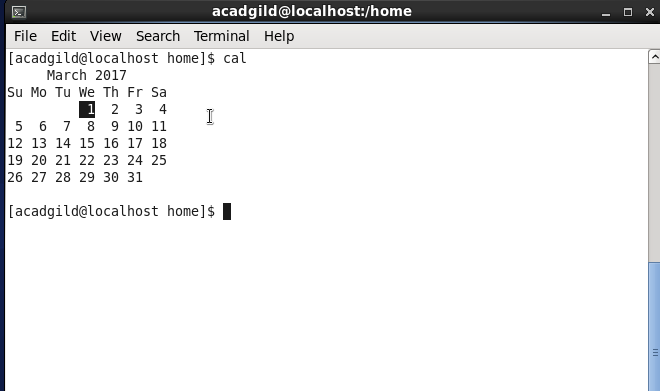 acadgild@localhost:/home
File Edit View Search Terminal Help
[acadgild@localhost home]$ cal
     March 2017
Su Mo Tu We Th Fr Sa
          1  2  3  4
 5  6  7  8  9 10 11
12 13 14 15 16 17 18
19 20 21 22 23 24 25
26 27 28 29 30 31
[acadgild@localhost home]$